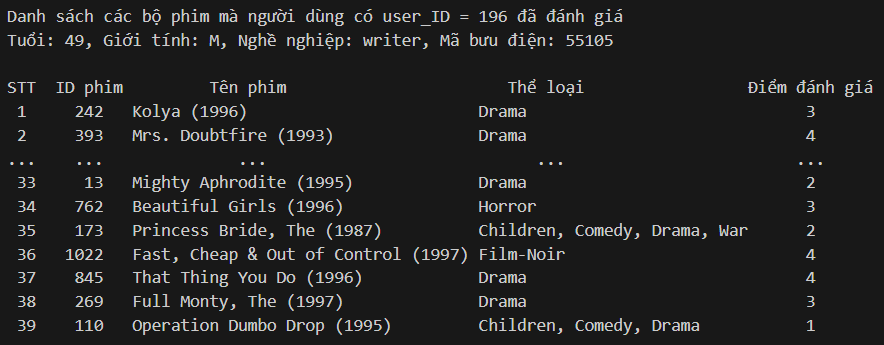 Danh sách các bộ phim mà người dùng có user_ID = 196 đã đánh giá
Tuổi: 49, Giới tính: M, Nghề nghiệp: writer, Mã bưu điện: 55105
STT ID phim Tên phim Thể loại Điểm đánh giá
1 242 Kolya (1996) Drama 3
2 393 Mrs. Doubtfire (1993) Drama 4
... ... ... ... ...
33 13 Mighty Aphrodite (1995) Drama 2
34 762 Beautiful Girls (1996) Horror 3
35 173 Princess Bride, The (1987) Children, Comedy, Drama, War 2
36 1022 Fast, Cheap & Out of Control (1997) Film-Noir 4
37 845 That Thing You Do (1996) Drama 4
38 269 Full Monty, The (1997) Drama 3
39 110 Operation Dumbo Drop (1995) Children, Comedy, Drama 1